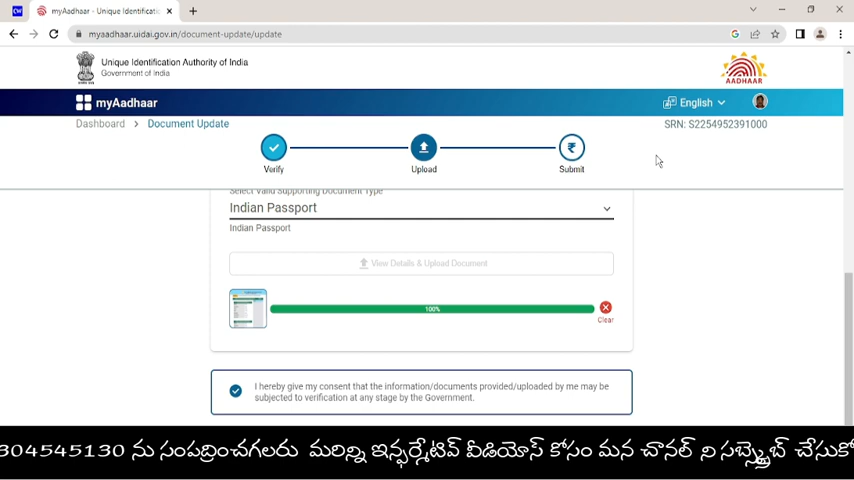 myAadhaar - Unique Identificatio
myaadhaar.uidai.gov.in/document-update/update
Unique Identification Authority of India
Government of India
AADHAAR
myAadhaar
English
Dashboard > Document Update
SRN: S2254952391000
Verify
Upload
Submit
Select Valid Supporting Document Type
Indian Passport
Indian Passport
View Details & Upload Document
100%
Clear
I hereby give my consent that the information/documents provided/uploaded by me may be
subjected to verification at any stage by the Government.
304545130 ను సంపద్రించగలరు మరిన్ని ఇన్ఫర్మేటివ్ వీడియోస్ కోసం మన చానల్ ని సబ్స్క్రైబ్ చేసుకో